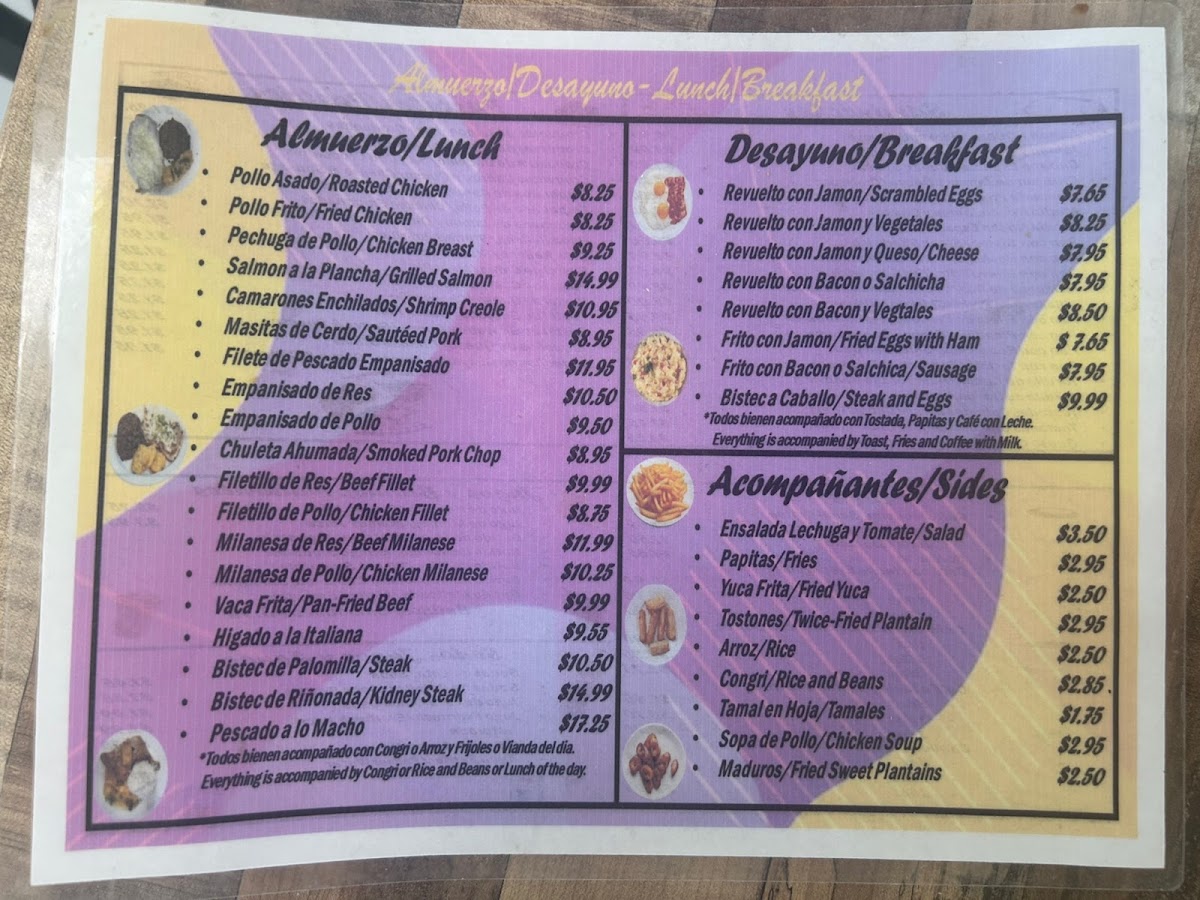 Almuerzo/Desayuno - Lunch/Breakfast
Almuerzo/Lunch
Pollo Asado/Roasted Chicken $8.25
Pollo Frito/Fried Chicken $8.25
Pechuga de Pollo/Chicken Breast $9.25
Salmon a la Plancha/Grilled Salmon $14.99
Camarones Enchilados/Shrimp Creole $10.95
Masitas de Cerdo/Sautéed Pork $8.95
Filete de Pescado Empanisado $11.95
Empanisado de Res $10.50
Empanisado de Pollo $9.50
Chuleta Ahumada/Smoked Pork Chop $8.95
Filetillo de Res/Beef Fillet $9.99
Filetillo de Pollo/Chicken Fillet $8.75
Milanesa de Res/Beef Milanese $11.99
Milanesa de Pollo/Chicken Milanese $10.25
Vaca Frita/Pan-Fried Beef $9.99
Higado a la Italiana $9.55
Bistec de Palomilla/Steak $10.50
Bistec de Riñonada/Kidney Steak $14.99
Pescado a lo Macho $17.25
*Todos bienen acompañado con Congri o Arroz y Frijoles o Vianda del dia.
Everything is accompanied by Congri or Rice and Beans or Lunch of the day.
Desayuno/Breakfast
Revuelto con Jamon/Scrambled Eggs $7.65
Revuelto con Jamon y Vegetales $8.25
Revuelto con Jamon y Queso/Cheese $7.95
Revuelto con Bacon o Salchicha $7.95
Revuelto con Bacon y Vegtales $8.50
Frito con Jamon/Fried Eggs with Ham $ 7.65
Frito con Bacon o Salchica/Sausage $7.95
Bistec a Caballo/Steak and Eggs $9.99
*Todos bienen acompañado con Tostada, Papitas y Café con Leche.
Everything is accompanied by Toast, Fries and Coffee with Milk.
Acompañantes/Sides
Ensalada Lechuga y Tomate/Salad $3.50
Papitas/Fries $2.95
Yuca Frita/Fried Yuca $2.50
Tostones/Twice-Fried Plantain $2.95
Arroz/Rice $2.50
Congri/Rice and Beans $2.85 .
Tamal en Hoja/Tamales $1.75
Sopa de Pollo/Chicken Soup $2.95
Maduros/Fried Sweet Plantains $2.50